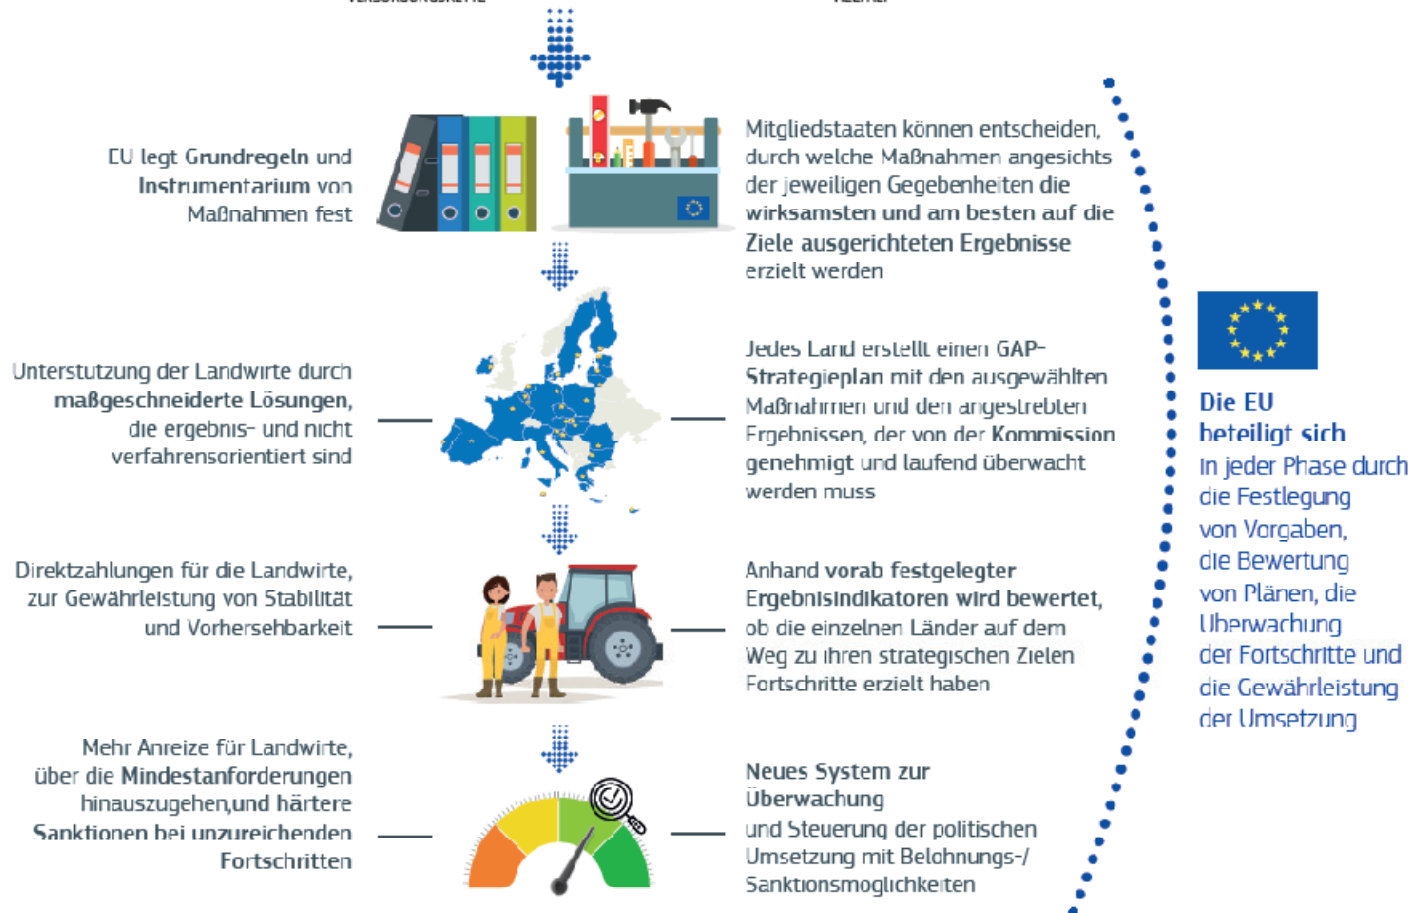 EU legt Grundregeln und
Instrumentarium von
Maßnahmen fest
Mitgliedstaaten können entscheiden,
durch welche Maßnahmen angesichts
der jeweiligen Gegebenheiten die
wirksamsten und am besten auf die
Ziele ausgerichteten Ergebnisse
erzielt werden
Unterstutzung der Landwirte durch
maßgeschneiderte Lösungen,
die ergebnis- und nicht
verfahrensorientiert sind
Jedes Land erstellt einen GAP-
Strategieplan mit den ausgewählten
Maßnahmen und den angestrebten
Ergebnissen, der von der Kommission
genehmigt und laufend überwacht
werden muss
Direktzahlungen für die Landwirte,
zur Gewährleistung von Stabilität
und Vorhersehbarkeit
Anhand vorab festgelegter
Ergebnisindikatoren wird bewertet,
ob die einzelnen Länder auf dem
Weg zu ihren strategischen Zielen
Fortschritte erzielt haben
Mehr Anreize für Landwirte,
über die Mindestanforderungen
hinauszugehen,und härtere
Sanktionen bei unzureichenden
Fortschritten
Neues System zur
Überwachung
und Steuerung der politischen
Umsetzung mit Belohnungs-/
Sanktionsmöglichkeiten
Die EU
beteiligt sich
in jeder Phase durch
die Festlegung
von Vorgaben,
die Bewertung
von Plänen, die
Überwachung
der Fortschritte und
die Gewährleistung
der Umsetzung